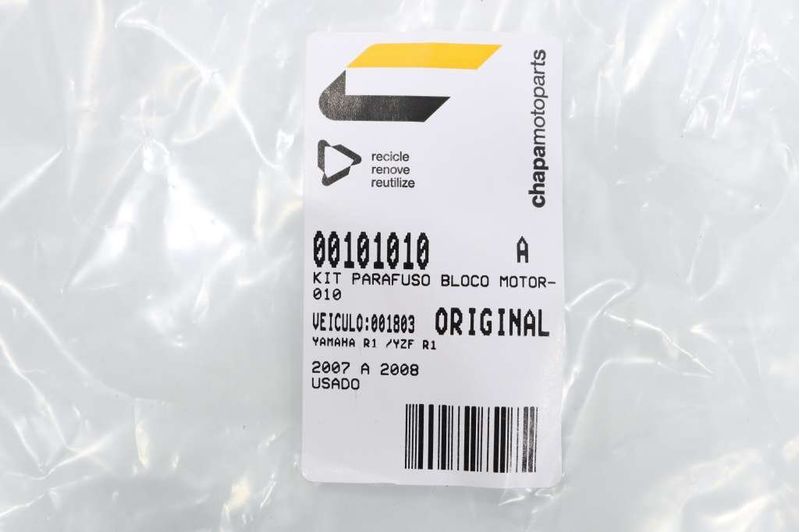 recicle
renove
reutilize
chapamotoparts
00101010 A
KIT PARAFUSO BLOCO MOTOR-
010
VEICULO:001803 ORIGINAL
YAMAHA R1 /YZF R1
2007 A 2008
USADO